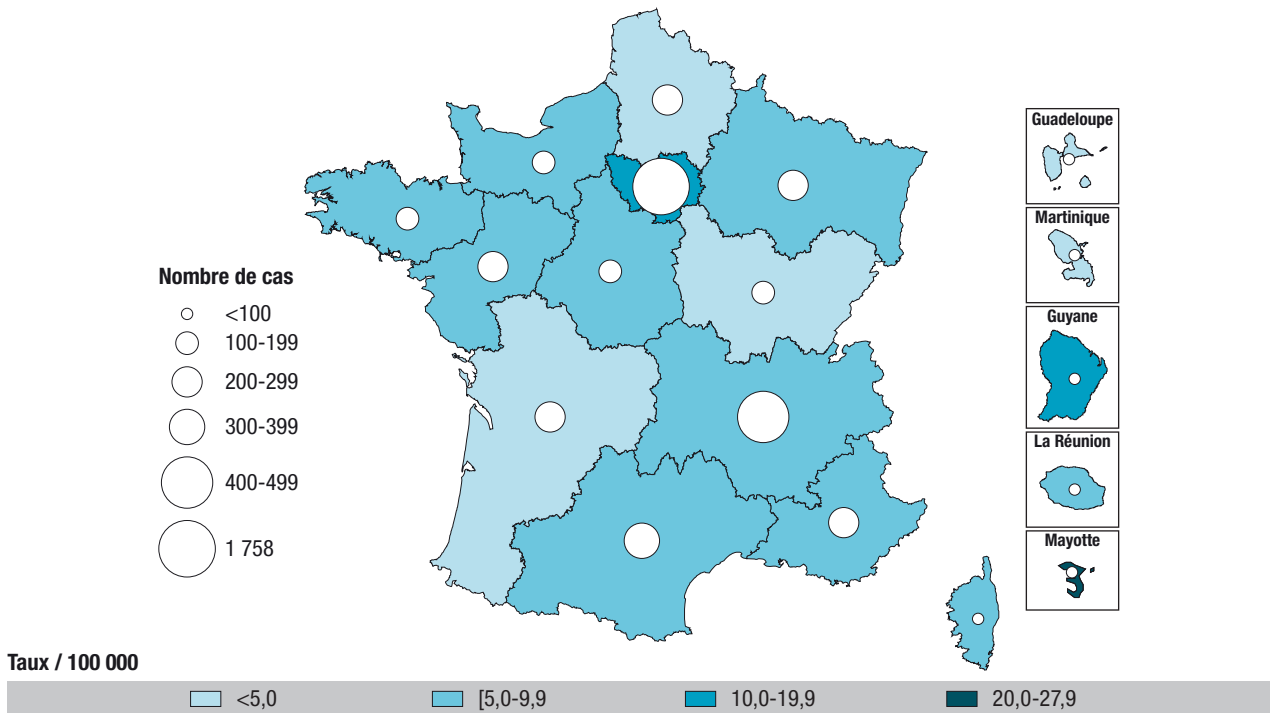 Guadeloupe
Martinique
Guyane
La Réunion
Mayotte
Nombre de cas
<100
100-199
200-299
300-399
400-499
1 758
Taux / 100 000
<5,0
[5,0-9,9
10,0-19,9
20,0-27,9